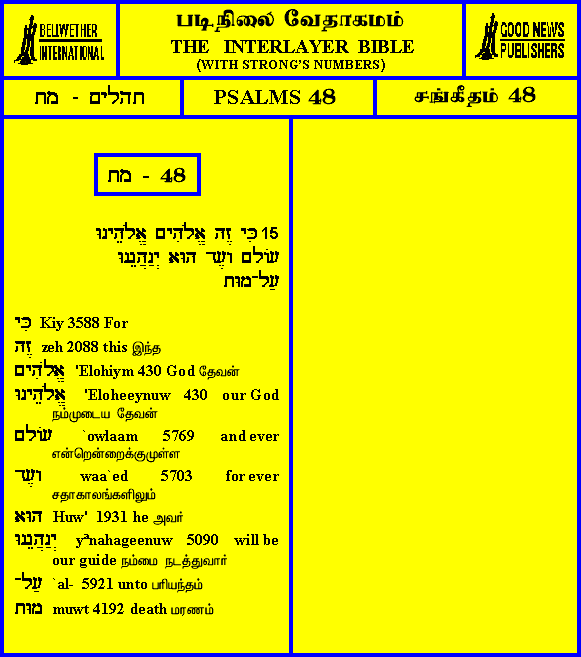 BELLWETHER
INTERNATIONAL
படிநிலை வேதாகமம்
THE INTERLAYER BIBLE
(WITH STRONG'S NUMBERS)
GOOD NEWS
PUBLISHERS
תהלים - מח
PSALMS 48
சங்கீதம் 48
48 - מח
15 כִּי זֶה אֱלֹהִים אֱלֹהֵינוּ
עוֹלָם וּעֶד הוּא יְנַהֲגֵנוּ
עַל־מוּת
כִּי Kiy 3588 For
זֶה zeh 2088 this இந்த
אֱלֹהִים 'Elohiym 430 God தேவன்
אֱלֹהֵינוּ 'Eloheeynuw 430 our God
நம்முடைய தேவன்
עוֹלָם `owlaam 5769 and ever
என்றென்றைக்குமுள்ள
וָעֶד waa`ed 5703 for ever
சதாகாலங்களிலும்
הוּא Huw' 1931 he அவர்
יְנַהֲגֵנוּ yªnahageenuw 5090 will be
our guide நம்மை நடத்துவார்
עַל־ `al- 5921 unto பரியந்தம்
מוּת muwt 4192 death மரணம்